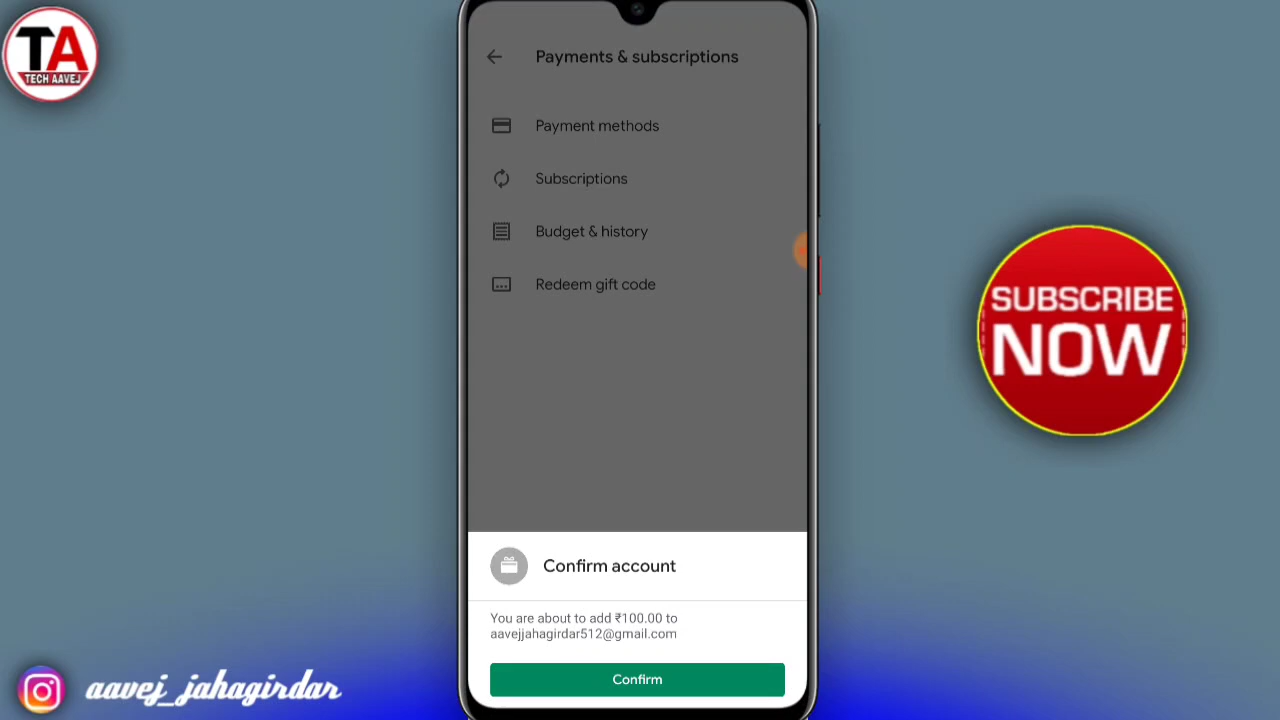 TA
TECH AAVEJ
Payments & subscriptions
Payment methods
Subscriptions
Budget & history
Redeem gift code
SUBSCRIBE
NOW
Confirm account
You are about to add ₹100.00 to
aavejjahagirdar512@gmail.com
Confirm
aavej_jahagirdar